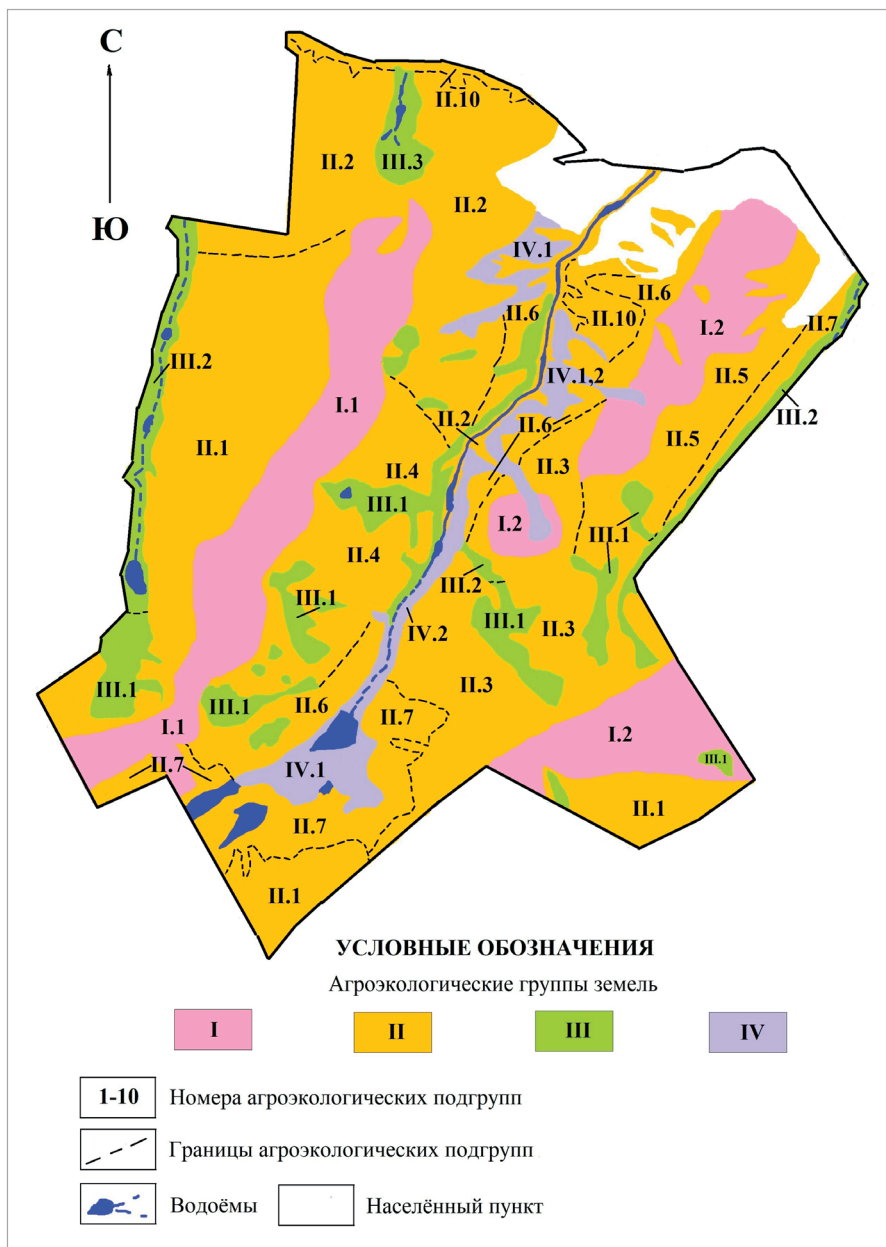 С
Ю
II.10
II.2
III.3
II.2
IV.1
II.6
II.6
II.10
I.2
II.7
III.2
I.1
IV.1,2
II.5
III.2
II.1
II.2
II.6
II.5
II.4
II.3
III.1
I.2
III.1
II.4
III.2
III.1
III.1
II.3
IV.2
III.1
III.1
II.6
II.3
II.7
I.1
I.2
III.1
II.7
IV.1
II.7
II.1
II.1
УСЛОВНЫЕ ОБОЗНАЧЕНИЯ
Агроэкологические группы земель
I II III IV
1-10 Номера агроэкологических подгрупп
Границы агроэкологических подгрупп
Водоёмы Населённый пункт